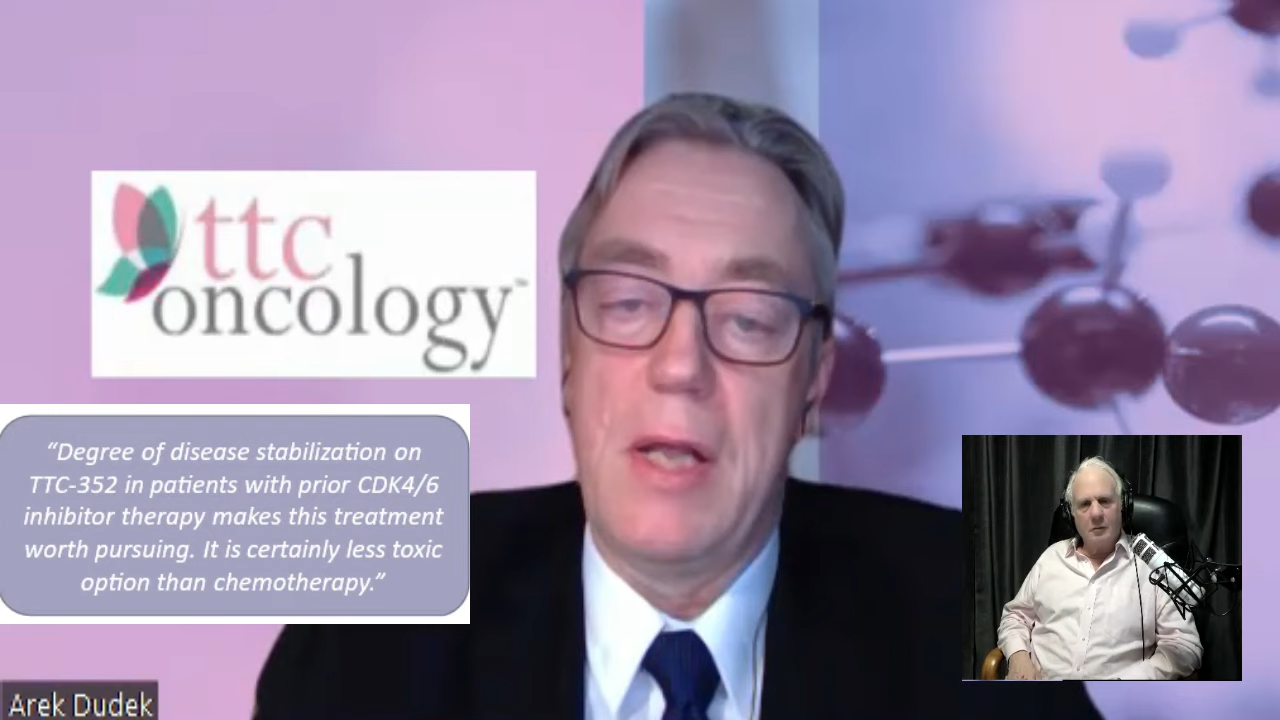 ttc
oncology™
“Degree of disease stabilization on
TTC-352 in patients with prior CDK4/6
inhibitor therapy makes this treatment
worth pursuing. It is certainly less toxic
option than chemotherapy.”
Arek Dudek